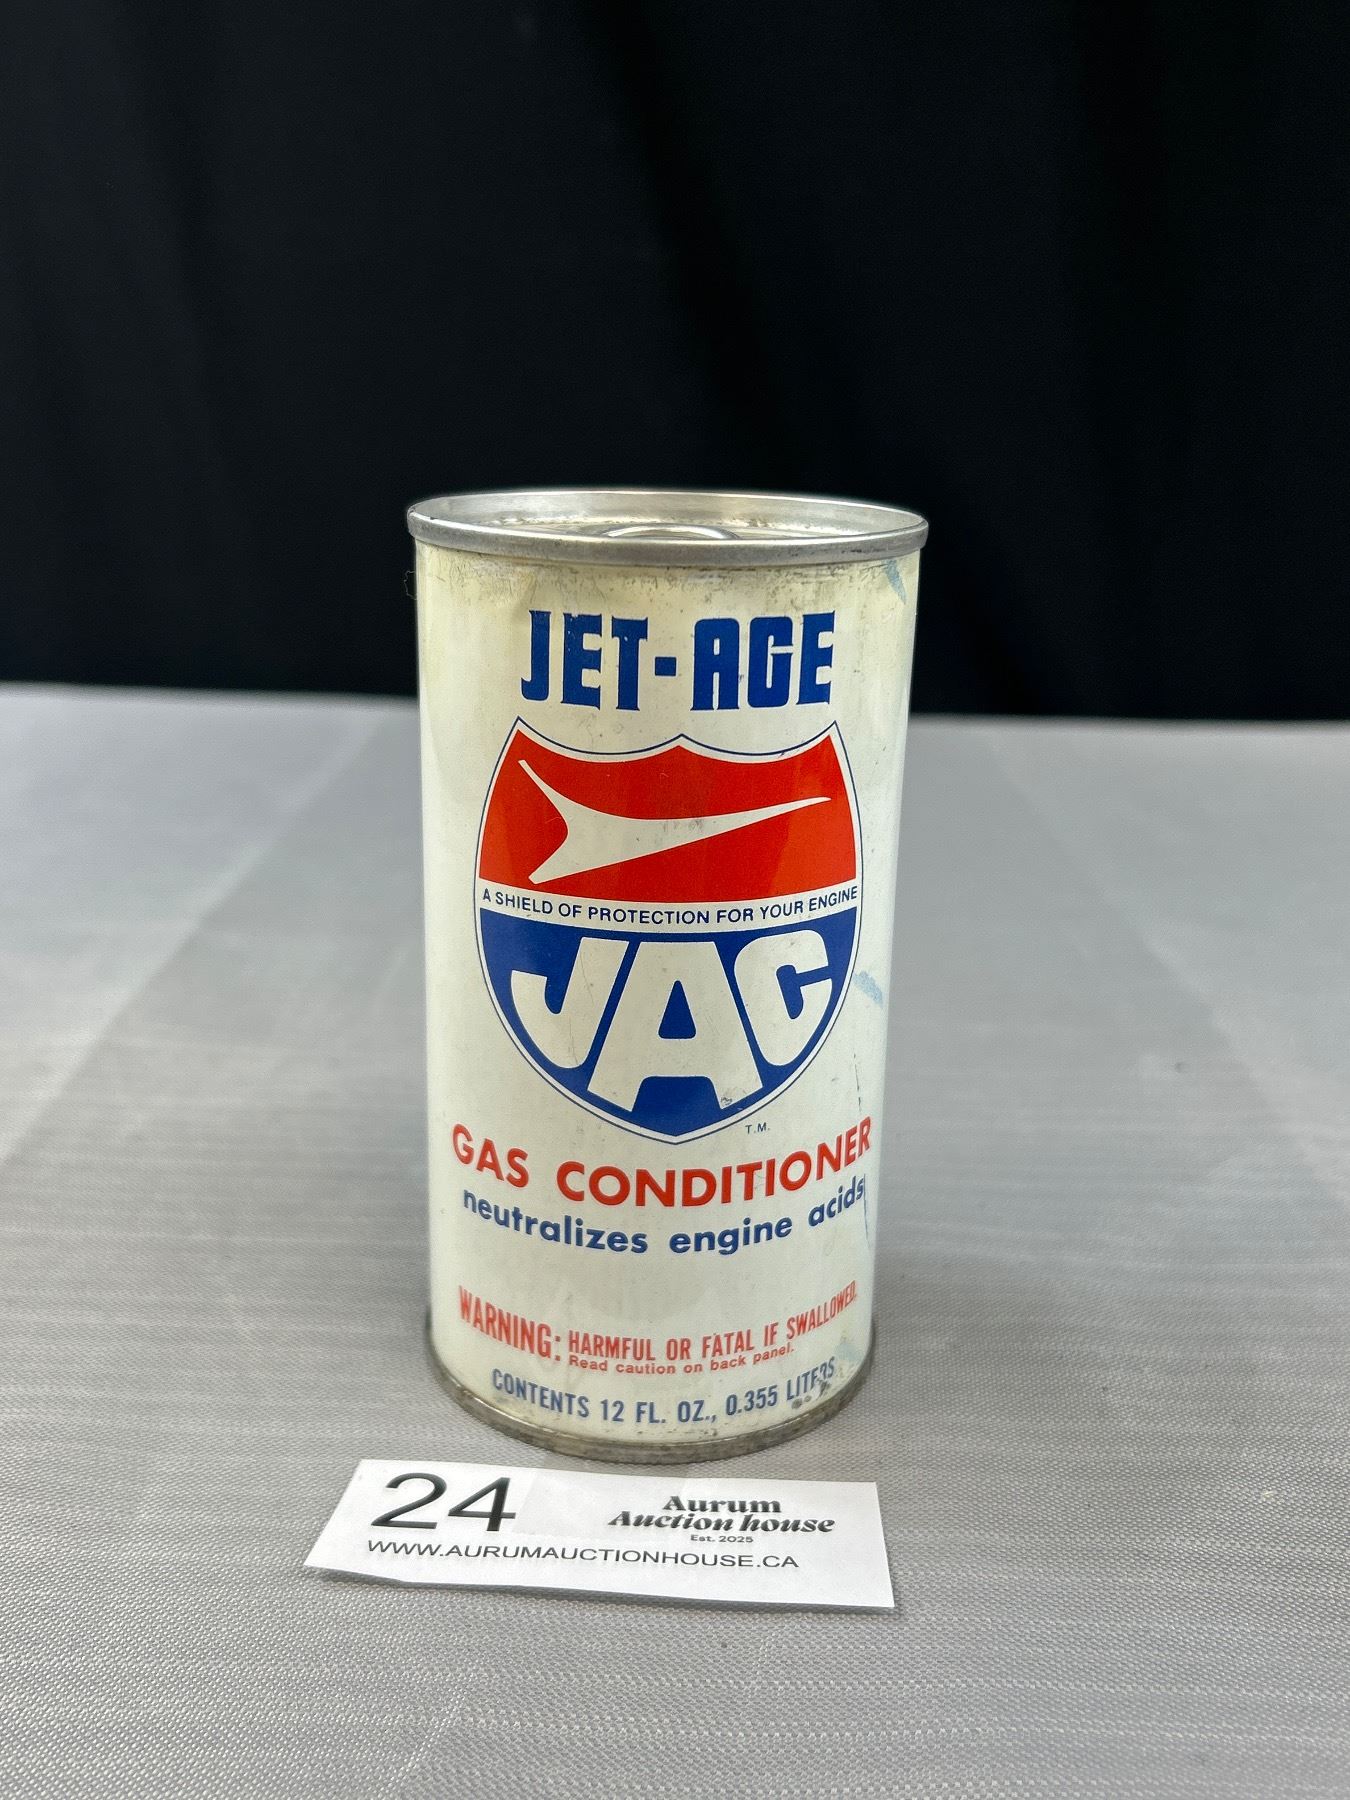 JET-AGE
A SHIELD OF PROTECTION FOR YOUR ENGINE
JAC
T.M.
GAS CONDITIONER
neutralizes engine acids
WARNING: HARMFUL OR FATAL IF SWALLOWED.
Read caution on back panel.
CONTENTS 12 FL. OZ., 0.355 LITERS
24
Aurum
Auction house
Est. 2025
WWW.AURUMAUCTIONHOUSE.CA